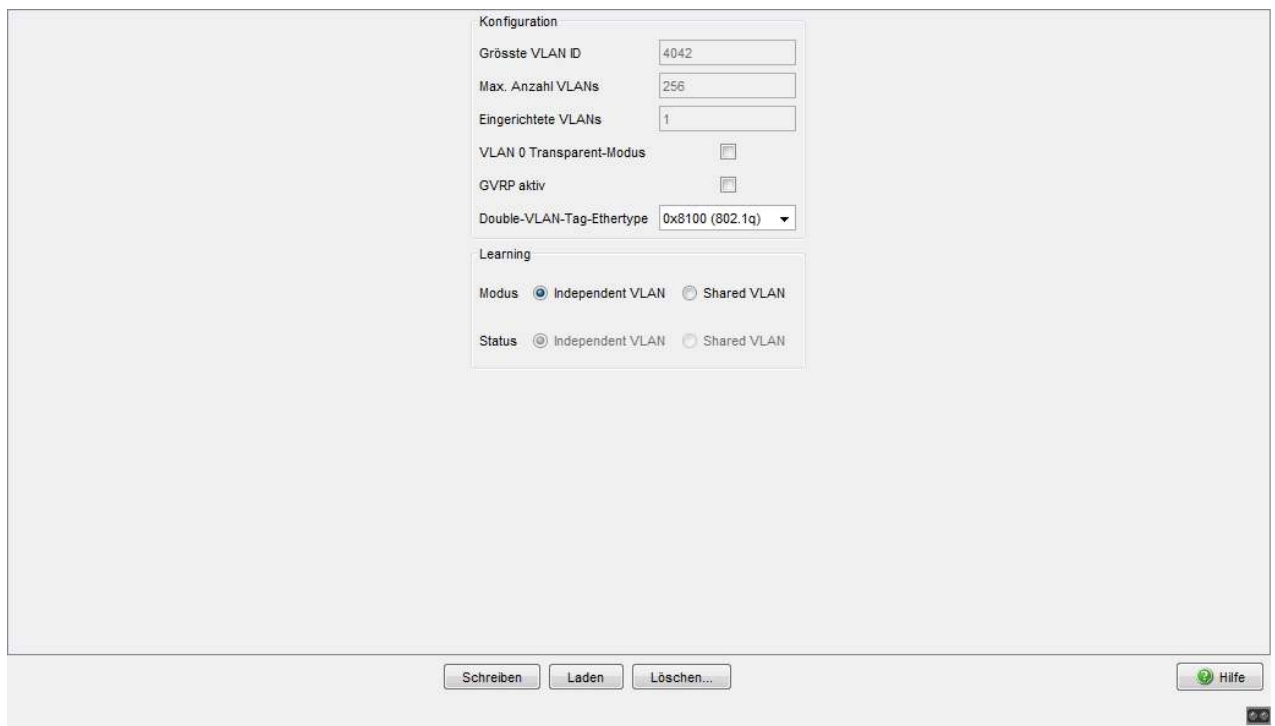 Konfiguration
Grösste VLAN ID 4042
Max. Anzahl VLANs 256
Eingerichtete VLANs 1
VLAN 0 Transparent-Modus
GVRP aktiv
Double-VLAN-Tag-Ethertype 0x8100 (802.1q)
Learning
Modus Independent VLAN Shared VLAN
Status Independent VLAN Shared VLAN
Schreiben Laden Löschen... Hilfe